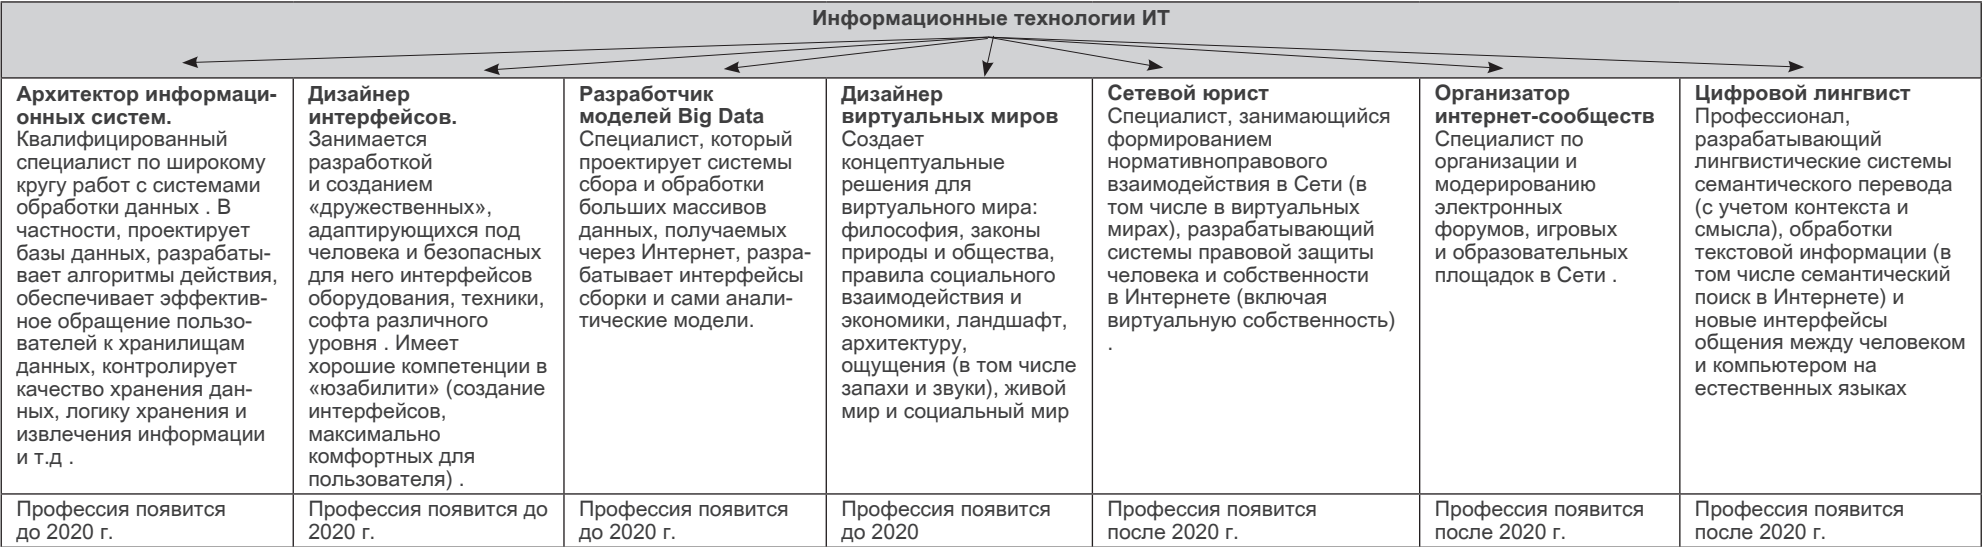 Информационные технологии ИТ
Архитектор информаци-
онных систем.
Квалифицированный
специалист по широкому
кругу работ с системами
обработки данных . В
частности, проектирует
базы данных, разрабаты-
вает алгоритмы действия,
обеспечивает эффектив-
ное обращение пользо-
вателей к хранилищам
данных, контролирует
качество хранения дан-
ных, логику хранения и
извлечения информации
и т.д .
Дизайнер
интерфейсов.
Занимается
разработкой
и созданием
«дружественных»,
адаптирующихся под
человека и безопасных
для него интерфейсов
оборудования, техники,
софта различного
уровня . Имеет
хорошие компетенции в
«юзабилити» (создание
интерфейсов,
максимально
комфортных для
пользователя) .
Разработчик
моделей Big Data
Специалист, который
проектирует системы
сбора и обработки
больших массивов
данных, получаемых
через Интернет, разра-
батывает интерфейсы
сборки и сами анали-
тические модели.
Дизайнер
виртуальных миров
Создает
концептуальные
решения для
виртуального мира:
философия, законы
природы и общества,
правила социального
взаимодействия и
экономики, ландшафт,
архитектуру,
ощущения (в том числе
запахи и звуки), живой
мир и социальный мир
Сетевой юрист
Специалист, занимающийся
формированием
нормативноправового
взаимодействия в Сети (в
том числе в виртуальных
мирах), разрабатывающий
системы правовой защиты
человека и собственности
в Интернете (включая
виртуальную собственность)
.
Организатор
интернет-сообществ
Специалист по
организации и
модерированию
электронных
форумов, игровых
и образовательных
площадок в Сети .
Цифровой лингвист
Профессионал,
разрабатывающий
лингвистические системы
семантического перевода
(с учетом контекста и
смысла), обработки
текстовой информации (в
том числе семантический
поиск в Интернете) и
новые интерфейсы
общения между человеком
и компьютером на
естественных языках
Профессия появится
до 2020 г.
Профессия появится до
2020 г.
Профессия появится
до 2020 г.
Профессия появится
до 2020
Профессия появится
после 2020 г.
Профессия появится
после 2020 г.
Профессия появится
после 2020 г.